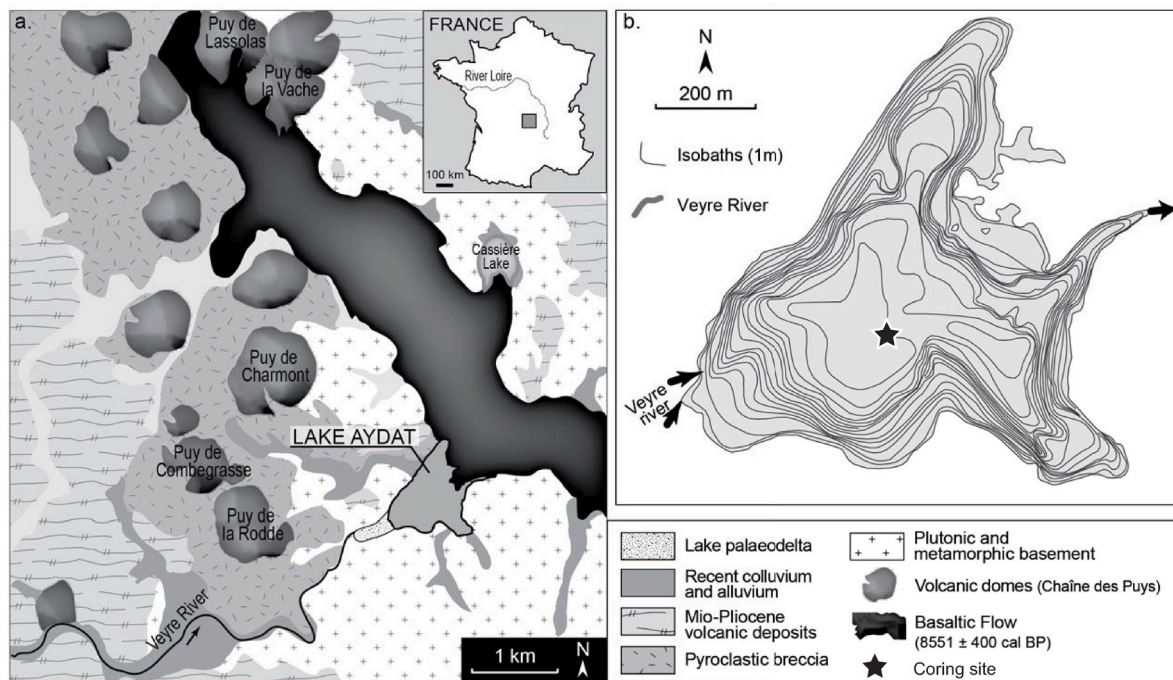 a.
Puy de
Lassolas
Puy de
la Vache
FRANCE
River Loire
100 km
Cassière
Lake
Puy de
Charmont
LAKE AYDAT
Puy de
Combegrasse
Puy de
la Rodde
Veyre River
1 km
N
b.
N
200 m
Isobaths (1m)
Veyre River
Veyre
river
Lake palaeodelta
Recent colluvium
and alluvium
Mio-Pliocene
volcanic deposits
Pyroclastic breccia
Plutonic and
metamorphic basement
Volcanic domes (Chaîne des Puys)
Basaltic Flow
(8551 ± 400 cal BP)
Coring site